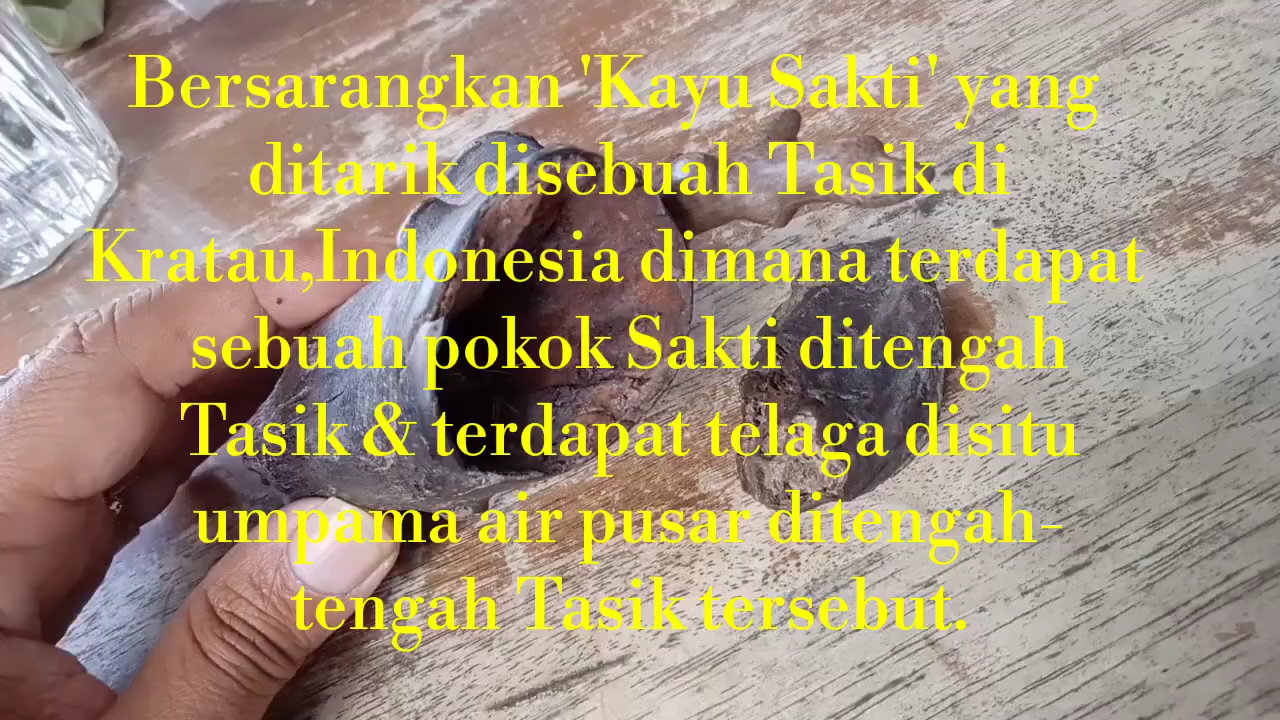 Bersarangkan 'Kayu Sakti' yang
ditarik disebuah Tasik di
Kratau,Indonesia dimana terdapat
sebuah pokok Sakti ditengah
Tasik & terdapat telaga disitu
umpama air pusar ditengah-
tengah Tasik tersebut.